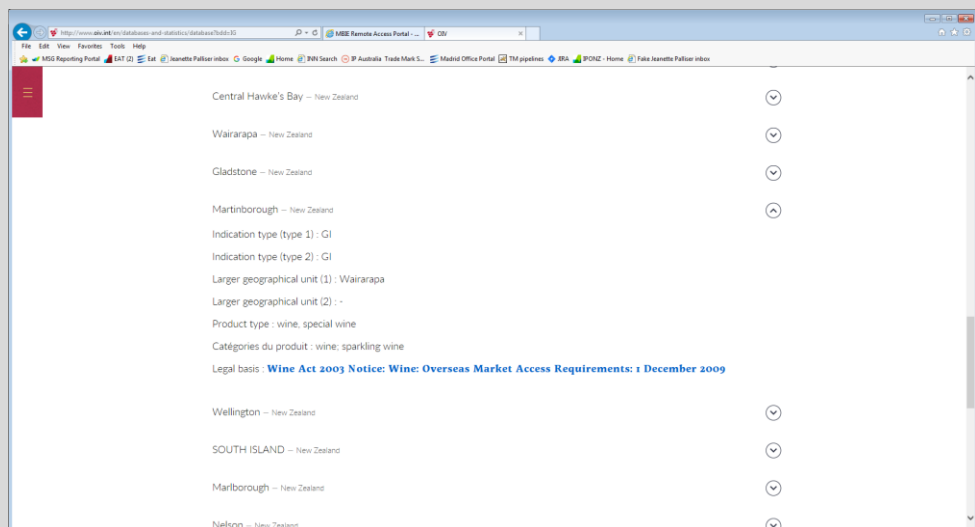 http://www.oiv.int/en/databases-and-statistics/database?bdd=IG
MBIE Remote Access Portal - ...
OIV
File Edit View Favorites Tools Help
MSG Reporting Portal EAT (2) Eat Jeanette Palliser inbox Google Home INN Search IP Australia Trade Mark S... Madrid Office Portal TM pipelines JIRA IPONZ - Home Fake Jeanette Palliser inbox
Central Hawke's Bay – New Zealand
Wairarapa – New Zealand
Gladstone – New Zealand
Martinborough – New Zealand
Indication type (type 1) : GI
Indication type (type 2) : GI
Larger geographical unit (1) : Wairarapa
Larger geographical unit (2) : -
Product type : wine, special wine
Catégories du produit : wine; sparkling wine
Legal basis : Wine Act 2003 Notice: Wine: Overseas Market Access Requirements: 1 December 2009
Wellington – New Zealand
SOUTH ISLAND – New Zealand
Marlborough – New Zealand
Nelson – New Zealand